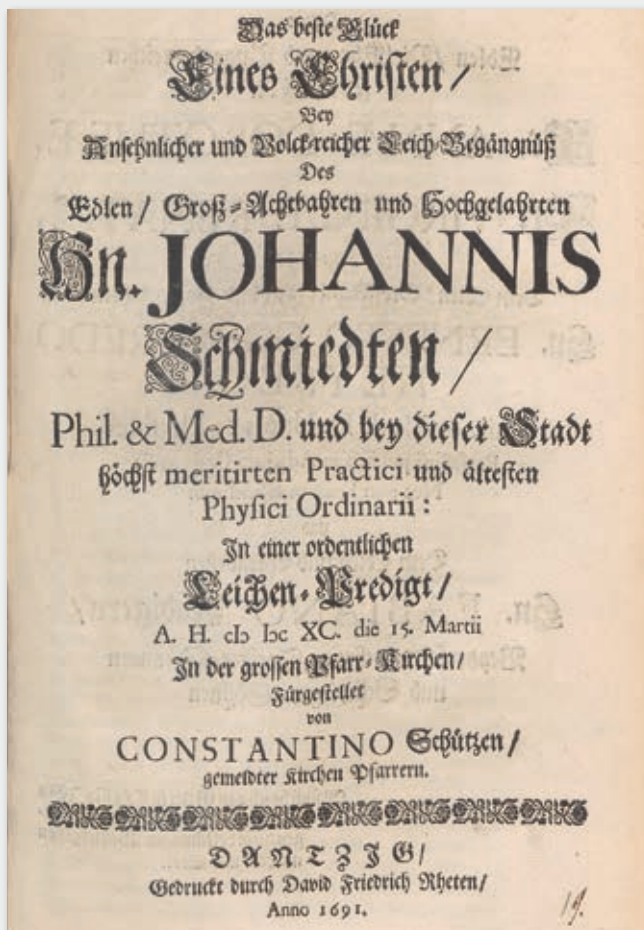 Das beste Glück
Eines Christen /
Bey
Ansehnlicher und Volck-reicher Leich-Begängnüß
Des
Edlen / Groß-Achtbahren und Hochgelahrten
Hn. JOHANNIS
Schmiedten /
Phil. & Med. D. und bey dieser Stadt
höchst meritirten Practici und ältesten
Physici Ordinarii:
In einer ordentlichen
Leichen-Predigt /
A. H. cIɔ Iɔc XC. die 15. Martii
In der grossen Pfarr-Kirchen /
Fürgestellet
von
CONSTANTINO Schützen /
gemeldter Kirchen Pfarrern.
DANTZIG /
Gedruckt durch David Friedrich Rheten /
Anno 1691.
19.